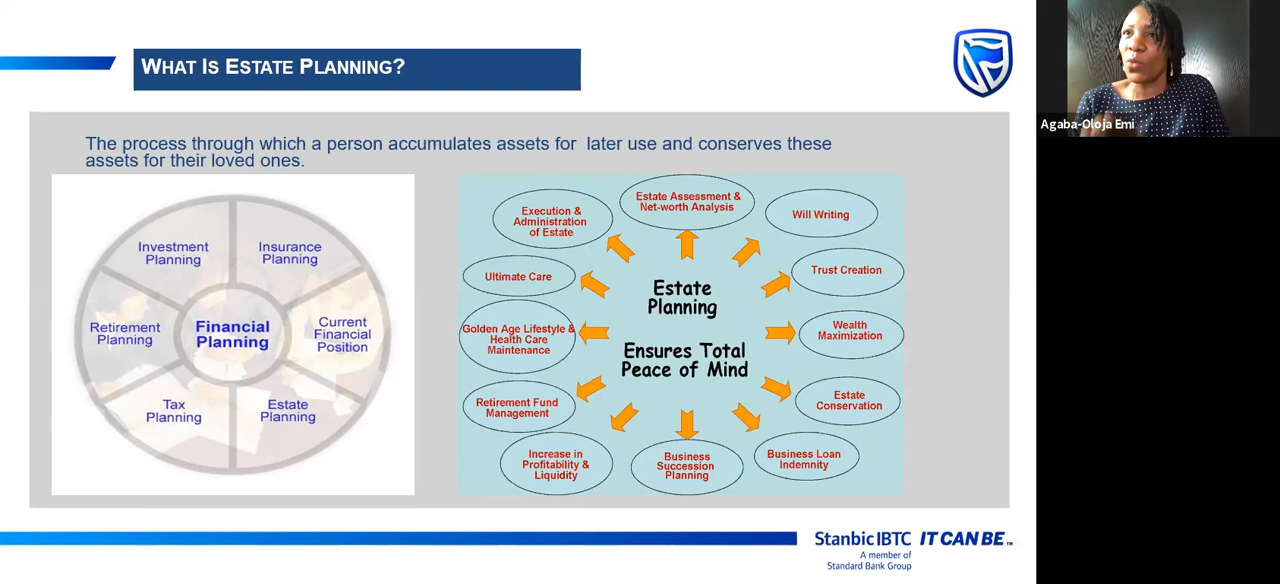 WHAT IS ESTATE PLANNING?
Agaba-Oloja Emi
The process through which a person accumulates assets for later use and conserves these
assets for their loved ones.
Investment
Planning
Insurance
Planning
Retirement
Planning
Financial
Planning
Current
Financial
Position
Tax
Planning
Estate
Planning
Estate Assessment &
Net-worth Analysis
Execution &
Administration
of Estate
Will Writing
Ultimate Care
Trust Creation
Estate
Planning
Ensures Total
Peace of Mind
Golden Age Lifestyle &
Health Care
Maintenance
Wealth
Maximization
Retirement Fund
Management
Estate
Conservation
Increase in
Profitability &
Liquidity
Business
Succession
Planning
Business Loan
Indemnity
Stanbic IBTC IT CAN BE™
A member of
Standard Bank Group